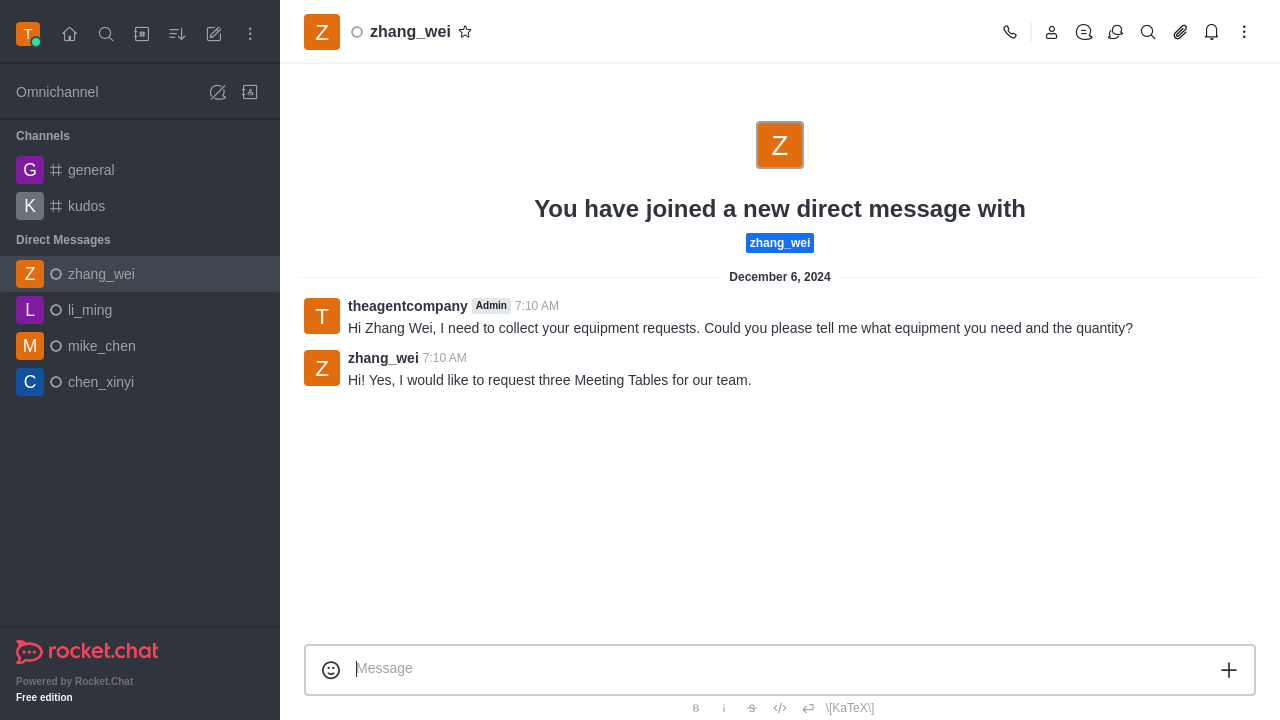 T
Omnichannel
Channels
G general
K kudos
Direct Messages
Z zhang_wei
L li_ming
M mike_chen
C chen_xinyi
rocket.chat
Powered by Rocket.Chat
Free edition
Z zhang_wei
Z
You have joined a new direct message with
zhang_wei
December 6, 2024
T theagentcompany Admin 7:10 AM
Hi Zhang Wei, I need to collect your equipment requests. Could you please tell me what equipment you need and the quantity?
Z zhang_wei 7:10 AM
Hi! Yes, I would like to request three Meeting Tables for our team.
Message
B i S \[KaTeX\]